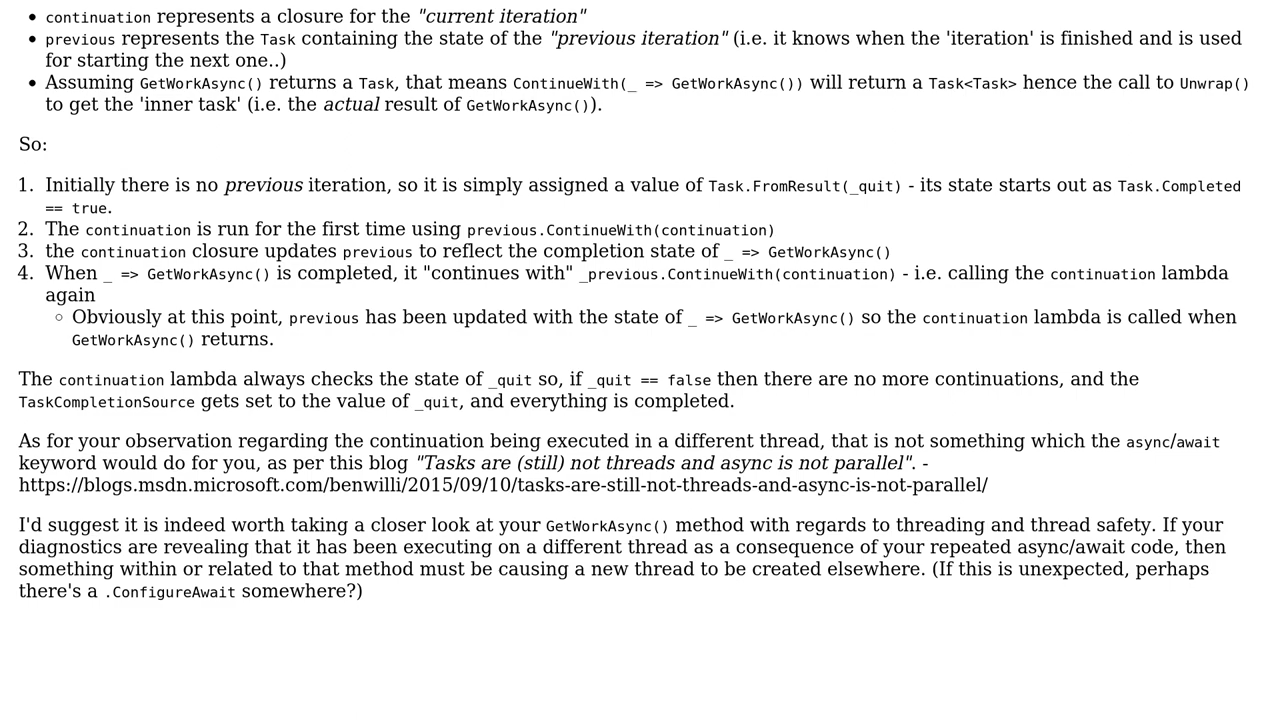 • continuation represents a closure for the "current iteration"
• previous represents the Task containing the state of the "previous iteration" (i.e. it knows when the 'iteration' is finished and is used
for starting the next one..)
• Assuming GetWorkAsync() returns a Task, that means ContinueWith(_ => GetWorkAsync()) will return a Task<Task> hence the call to Unwrap()
to get the 'inner task' (i.e. the actual result of GetWorkAsync()).
So:
1. Initially there is no previous iteration, so it is simply assigned a value of Task.FromResult(_quit) - its state starts out as Task.Completed
== true.
2. The continuation is run for the first time using previous.ContinueWith(continuation)
3. the continuation closure updates previous to reflect the completion state of _ => GetWorkAsync()
4. When _ => GetWorkAsync() is completed, it "continues with" _previous.ContinueWith(continuation) - i.e. calling the continuation lambda
again
◦ Obviously at this point, previous has been updated with the state of _ => GetWorkAsync() so the continuation lambda is called when
GetWorkAsync() returns.
The continuation lambda always checks the state of _quit so, if _quit == false then there are no more continuations, and the
TaskCompletionSource gets set to the value of _quit, and everything is completed.
As for your observation regarding the continuation being executed in a different thread, that is not something which the async/await
keyword would do for you, as per this blog "Tasks are (still) not threads and async is not parallel". -
https://blogs.msdn.microsoft.com/benwilli/2015/09/10/tasks-are-still-not-threads-and-async-is-not-parallel/
I'd suggest it is indeed worth taking a closer look at your GetWorkAsync() method with regards to threading and thread safety. If your
diagnostics are revealing that it has been executing on a different thread as a consequence of your repeated async/await code, then
something within or related to that method must be causing a new thread to be created elsewhere. (If this is unexpected, perhaps
there's a .ConfigureAwait somewhere?)